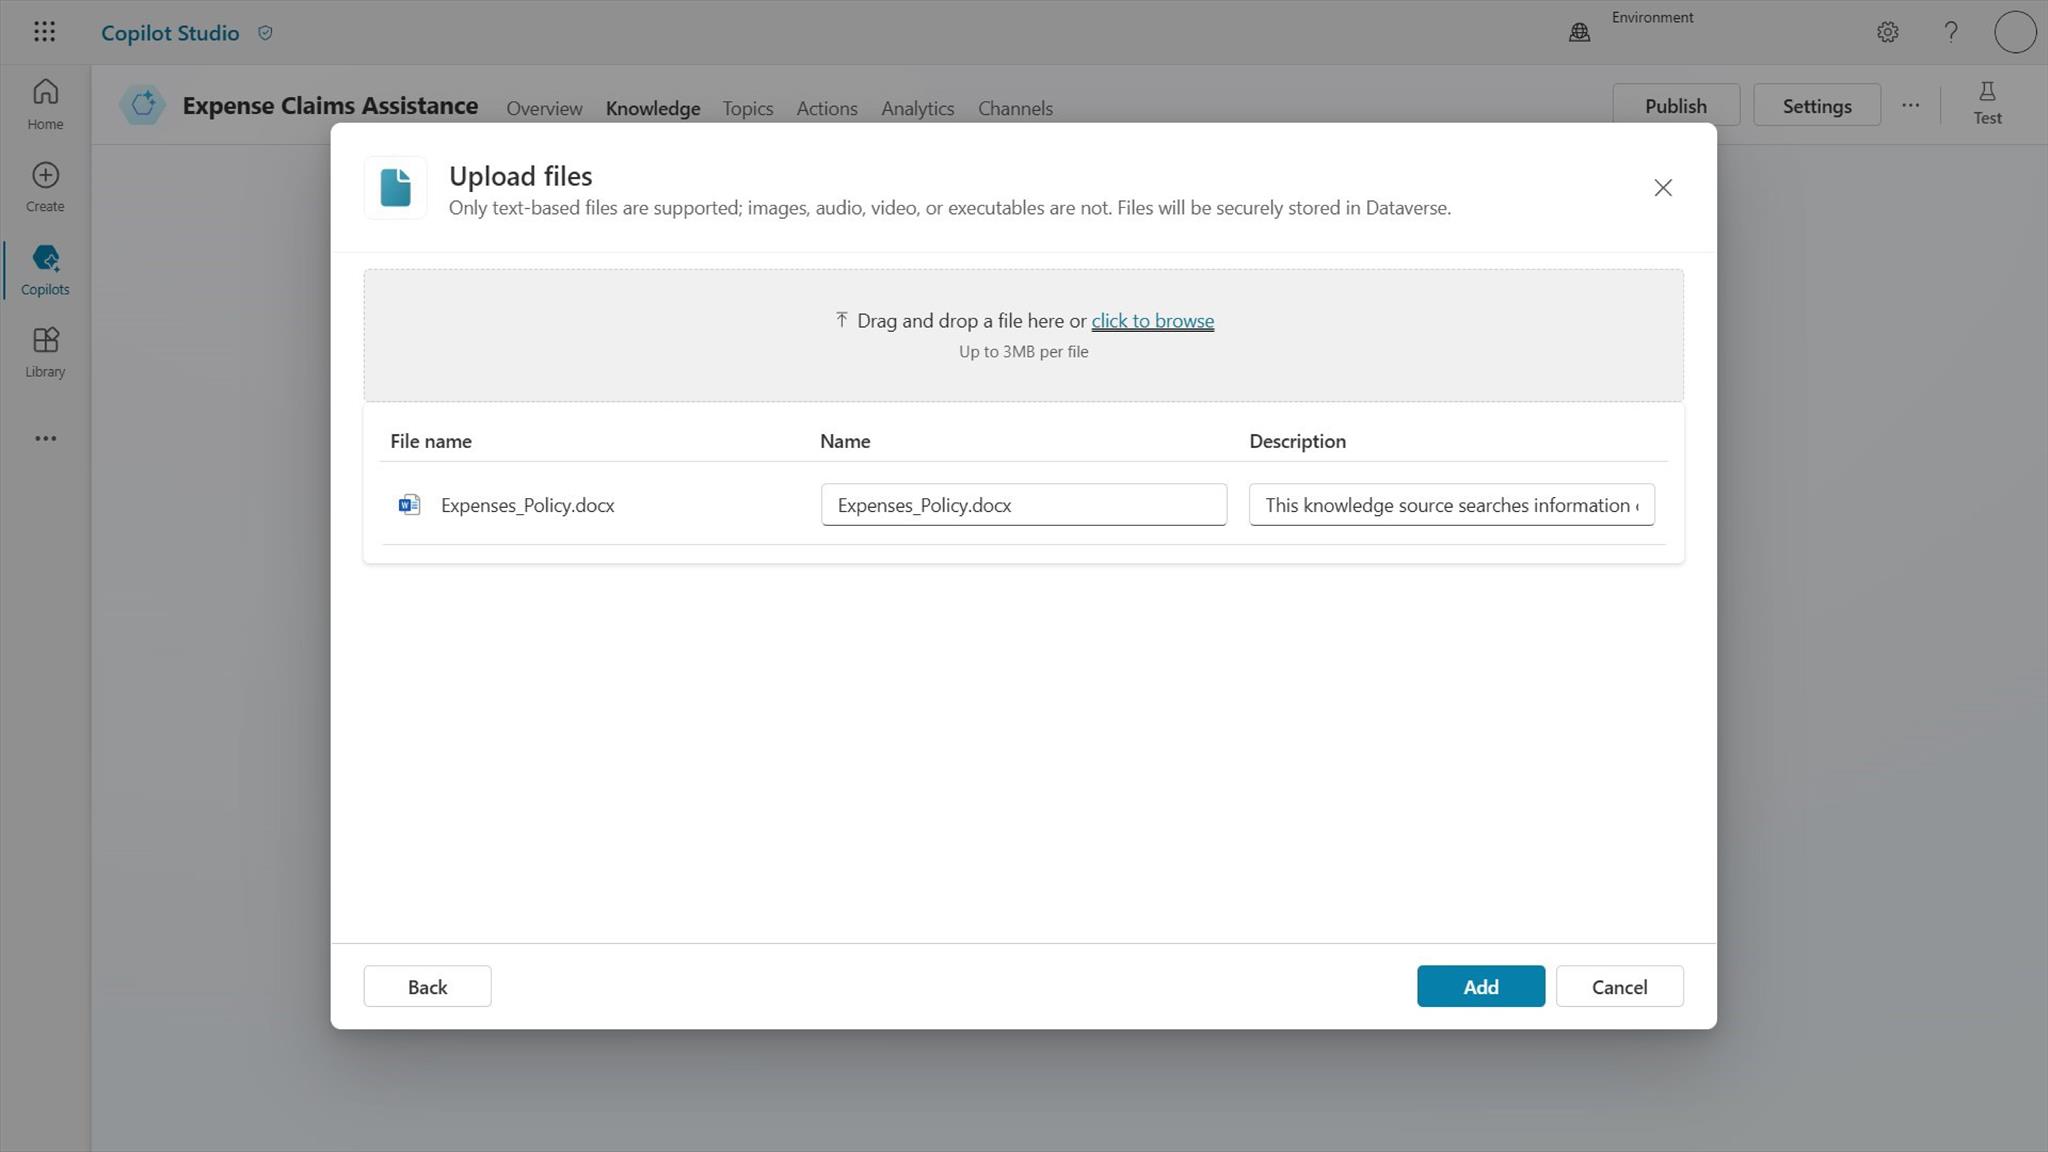 Copilot Studio
Environment
Home
Create
Copilots
Library
Expense Claims Assistance
Overview
Knowledge
Topics
Actions
Analytics
Channels
Publish
Settings
Test
Upload files
Only text-based files are supported; images, audio, video, or executables are not. Files will be securely stored in Dataverse.
Drag and drop a file here or click to browse
Up to 3MB per file
File name
Name
Description
Expenses_Policy.docx
Expenses_Policy.docx
This knowledge source searches information
Back
Add
Cancel